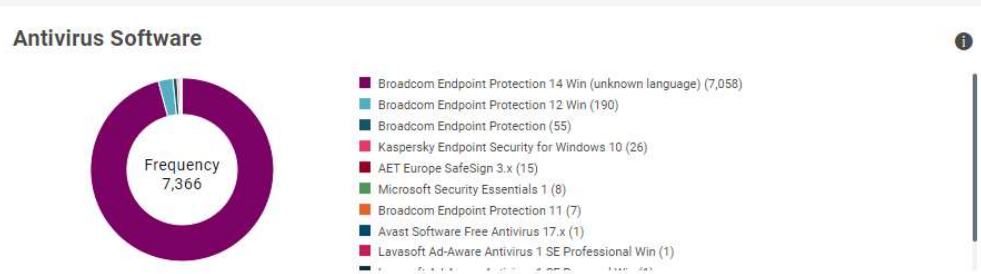 Antivirus Software
Frequency
7,366
Broadcom Endpoint Protection 14 Win (unknown language) (7,058)
Broadcom Endpoint Protection 12 Win (190)
Broadcom Endpoint Protection (55)
Kaspersky Endpoint Security for Windows 10 (26)
AET Europe SafeSign 3.x (15)
Microsoft Security Essentials 1 (8)
Broadcom Endpoint Protection 11 (7)
Avast Software Free Antivirus 17.x (1)
Lavasoft Ad-Aware Antivirus 1 SE Professional Win (1)